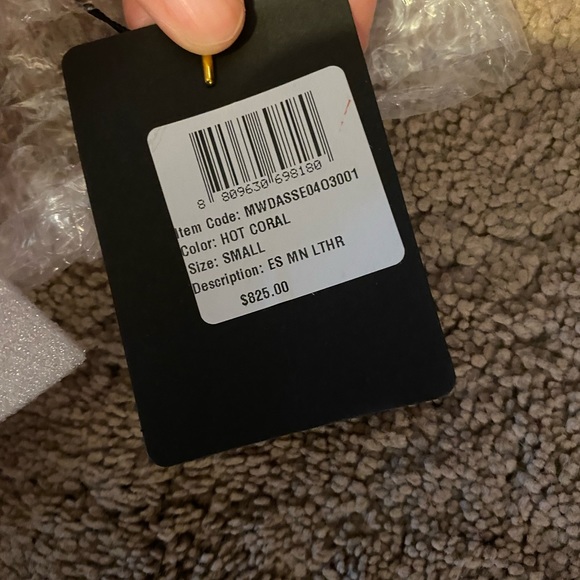 8 809630 698180
Item Code: MWDASSE04O3001
Color: HOT CORAL
Size: SMALL
Description: ES MN LTHR
$825.00